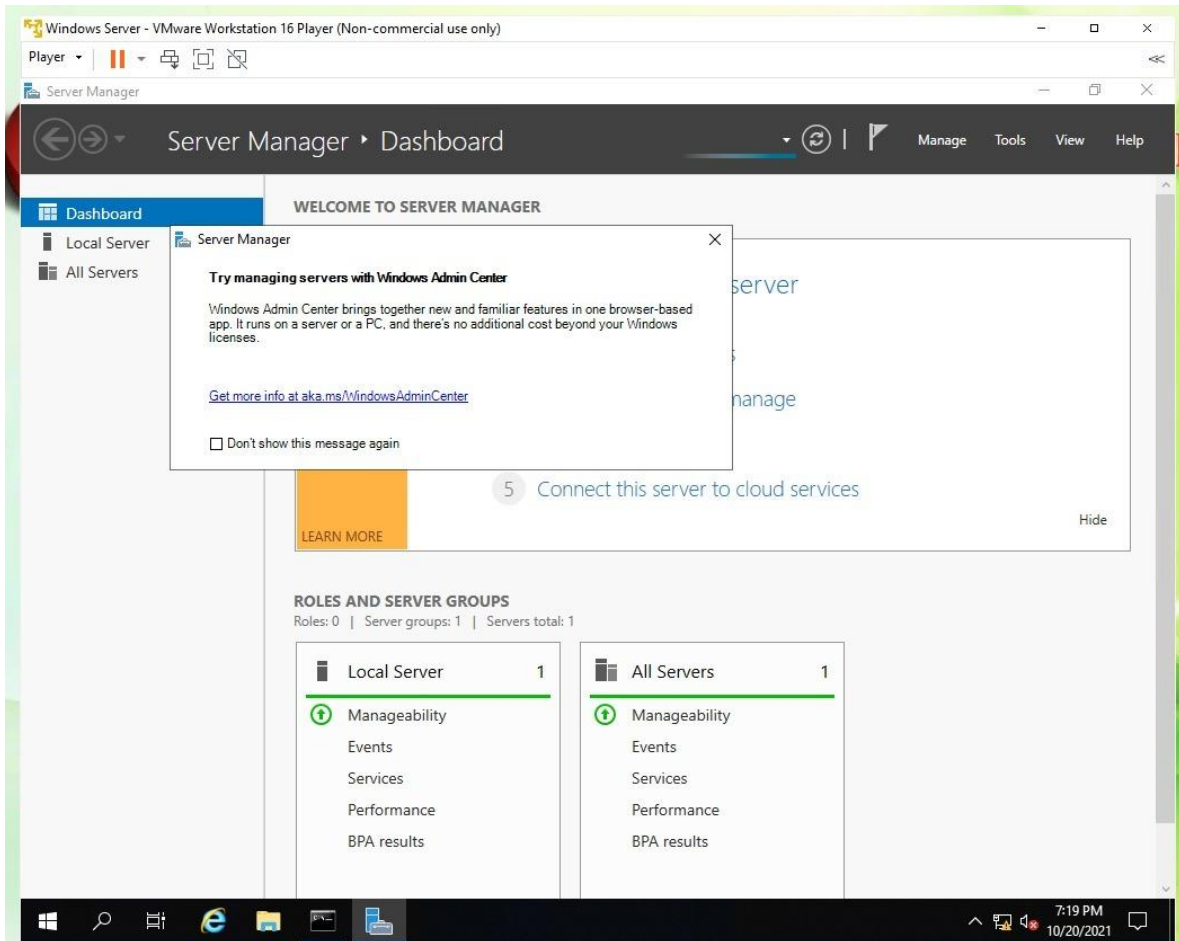 Windows Server - VMware Workstation 16 Player (Non-commercial use only)
Player
Server Manager
Server Manager Dashboard
Manage Tools View Help
Dashboard
Local Server
All Servers
WELCOME TO SERVER MANAGER
Server Manager
Try managing servers with Windows Admin Center
Windows Admin Center brings together new and familiar features in one browser-based
app. It runs on a server or a PC, and there's no additional cost beyond your Windows
licenses.
Get more info at aka.ms/WindowsAdminCenter
Don't show this message again
server
manage
5 Connect this server to cloud services
Hide
LEARN MORE
ROLES AND SERVER GROUPS
Roles: 0 | Server groups: 1 | Servers total: 1
Local Server 1
Manageability
Events
Services
Performance
BPA results
All Servers 1
Manageability
Events
Services
Performance
BPA results
7:19 PM
10/20/2021